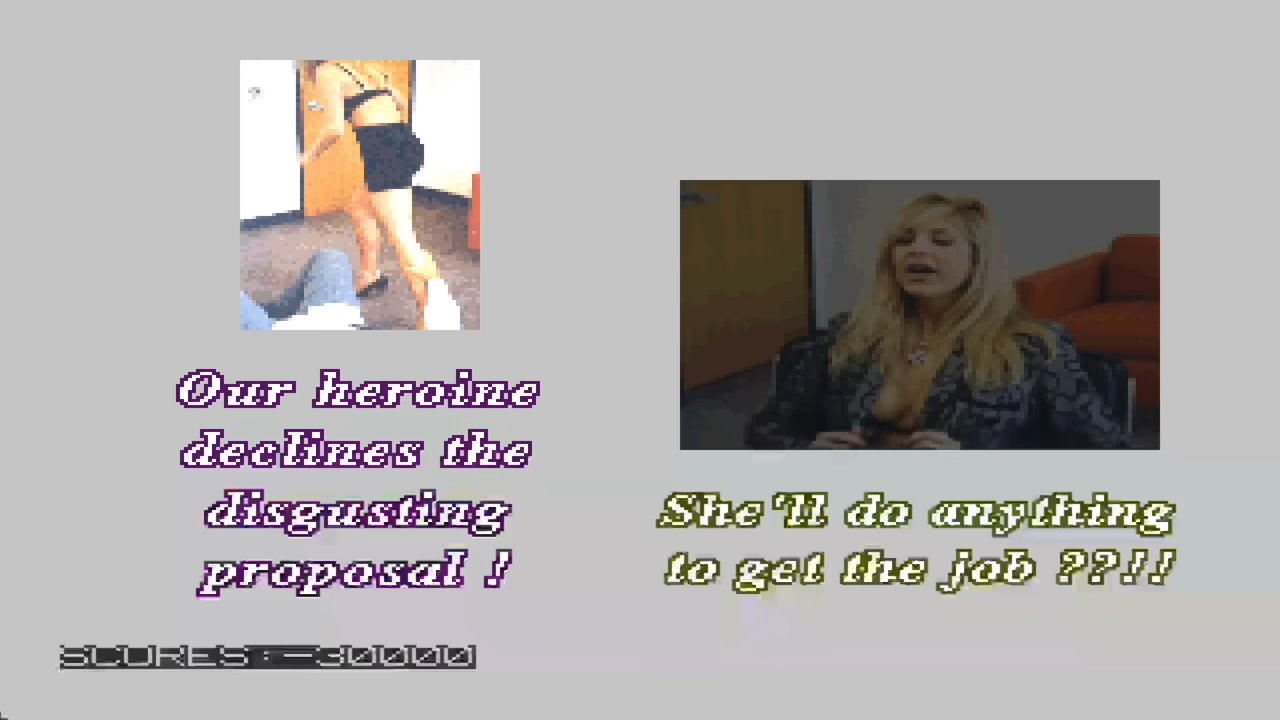 Our heroine
declines the
disgusting
proposal !
She'll do anything
to get the job ??!!
SCORES:-30000